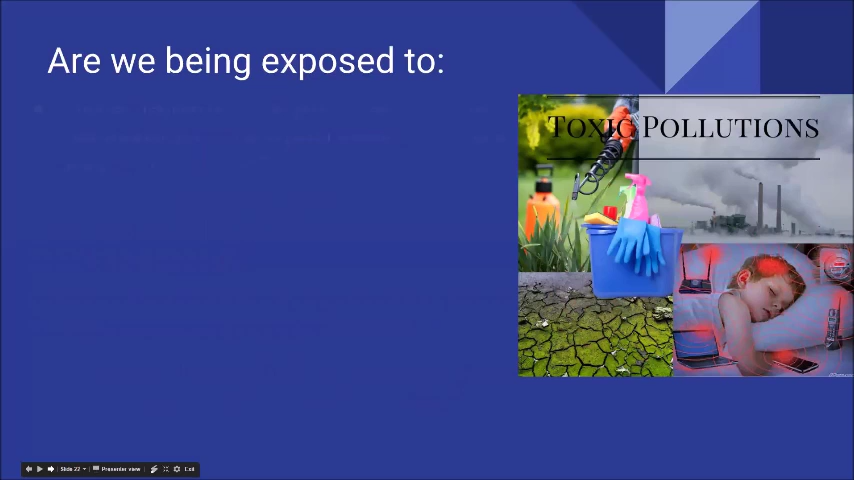 Are we being exposed to:
TOXIC POLLUTIONS
Slide 22
Presenter view
Exit